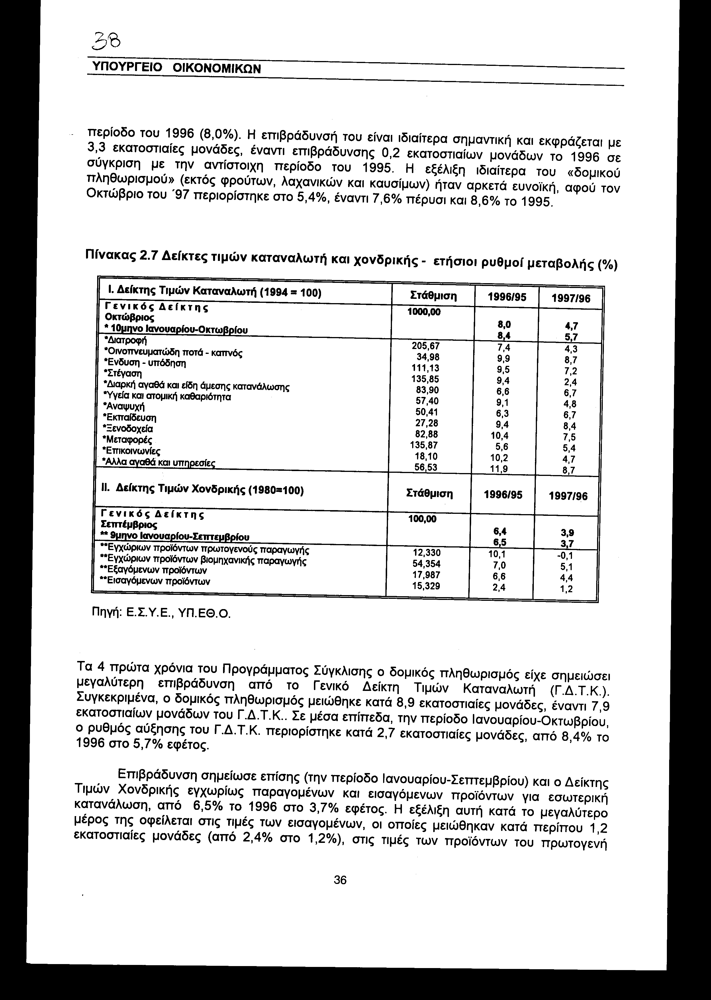 38
ΥΠΟΥΡΓΕΙΟ ΟΙΚΟΝΟΜΙΚΩΝ
περίοδο του 1996 (8,0%). Η επιβράδυνσή του είναι ιδιαίτερα σημαντική και εκφράζεται με
3,3 εκατοστιαίες μονάδες, έναντι επιβράδυνσης 0,2 εκατοστιαίων μονάδων το 1996 σε
σύγκριση με την αντίστοιχη περίοδο του 1995. Η εξέλιξη ιδιαίτερα του «δομικού
πληθωρισμού» (εκτός φρούτων, λαχανικών και καυσίμων) ήταν αρκετά ευνοϊκή, αφού τον
Οκτώβριο του ΄97 περιορίστηκε στο 5,4%, έναντι 7,6% πέρυσι και 8,6% το 1995.
Πίνακας 2.7 Δείκτες τιμών καταναλωτή και χονδρικής - ετήσιοι ρυθμοί μεταβολής (%)
Ι. Δείκτης Τιμών Καταναλωτή (1994 = 100) Στάθμιση 1996/95 1997/96
Γενικός Δείκτης 1000,00
Οκτώβριος 8,0 4,7
* 10μηνο Ιανουαρίου-Οκτωβρίου 8,4 5,7
*Διατροφή 205,67 7,4 4,3
*Οινοπνευματώδη ποτά - καπνός 34,98 9,9 8,7
*Ενδυση - υπόδηση 111,13 9,5 7,2
*Στέγαση 135,85 9,4 2,4
*Διαρκή αγαθά και είδη άμεσης κατανάλωσης 83,90 6,6 6,7
*Υγεία και ατομική καθαριότητα 57,40 9,1 4,8
*Αναψυχή 50,41 6,3 6,7
*Εκπαίδευση 27,28 9,4 8,4
*Ξενοδοχεία 82,88 10,4 7,5
*Μεταφορές 135,87 5,6 5,4
*Επικοινωνίες 18,10 10,2 4,7
*Αλλα αγαθά και υπηρεσίες 56,53 11,9 8,7
ΙΙ. Δείκτης Τιμών Χονδρικής (1980=100) Στάθμιση 1996/95 1997/96
Γενικός Δείκτης 100,00
Σεπτέμβριος 6,4 3,9
** 9μηνο Ιανουαρίου-Σεπτεμβρίου 6,5 3,7
**Εγχώριων προϊόντων πρωτογενούς παραγωγής 12,330 10,1 -0,1
**Εγχώριων προϊόντων βιομηχανικής παραγωγής 54,354 7,0 5,1
**Εξαγόμενων προϊόντων 17,987 6,6 4,4
**Εισαγόμενων προϊόντων 15,329 2,4 1,2
Πηγή: Ε.Σ.Υ.Ε., ΥΠ.ΕΘ.Ο.
Τα 4 πρώτα χρόνια του Προγράμματος Σύγκλισης ο δομικός πληθωρισμός είχε σημειώσει
μεγαλύτερη επιβράδυνση από το Γενικό Δείκτη Τιμών Καταναλωτή (Γ.Δ.Τ.Κ.).
Συγκεκριμένα, ο δομικός πληθωρισμός μειώθηκε κατά 8,9 εκατοστιαίες μονάδες, έναντι 7,9
εκατοστιαίων μονάδων του Γ.Δ.Τ.Κ.. Σε μέσα επίπεδα, την περίοδο Ιανουαρίου-Οκτωβρίου,
ο ρυθμός αύξησης του Γ.Δ.Τ.Κ. περιορίστηκε κατά 2,7 εκατοστιαίες μονάδες, από 8,4% το
1996 στο 5,7% εφέτος.
Επιβράδυνση σημείωσε επίσης (την περίοδο Ιανουαρίου-Σεπτεμβρίου) και ο Δείκτης
Τιμών Χονδρικής εγχωρίως παραγομένων και εισαγόμενων προϊόντων για εσωτερική
κατανάλωση, από 6,5% το 1996 στο 3,7% εφέτος. Η εξέλιξη αυτή κατά το μεγαλύτερο
μέρος της οφείλεται στις τιμές των εισαγομένων, οι οποίες μειώθηκαν κατά περίπου 1,2
εκατοστιαίες μονάδες (από 2,4% στο 1,2%), στις τιμές των προϊόντων του πρωτογενή
36